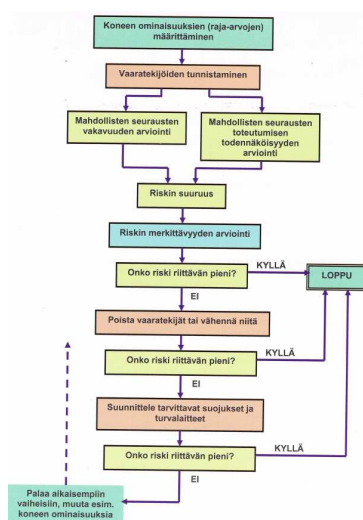 Koneen ominaisuuksien (raja-arvojen)
määrittäminen
Vaaratekijöiden tunnistaminen
Mahdollisten seurausten
vakavuuden arviointi
Mahdollisten seurausten
toteutumisen
todennäköisyyden
arviointi
Riskin suuruus
Riskin merkittävyyden arviointi
Onko riski riittävän pieni?
KYLLÄ
LOPPU
EI
Poista vaaratekijät tai vähennä niitä
Onko riski riittävän pieni?
KYLLÄ
EI
Suunnittele tarvittavat suojukset ja
turvalaitteet
Onko riski riittävän pieni?
KYLLÄ
EI
Palaa aikaisempiin
vaiheisiin, muuta esim.
koneen ominaisuuksia